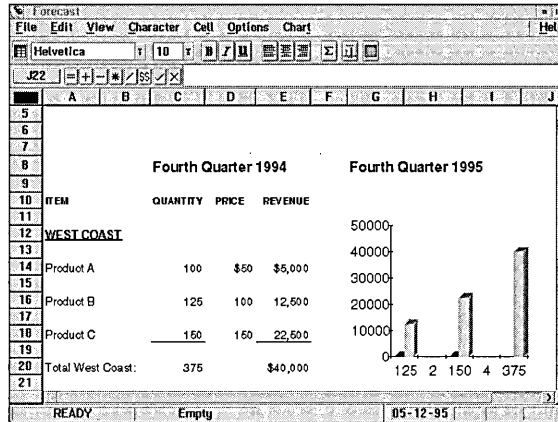 Forecast
File Edit View Character Cell Options Chart Hel
Helvetica 10 B I U Σ
J22 = + - * / $$
A B C D E F G H I J
5
6
7
8 Fourth Quarter 1994 Fourth Quarter 1995
9
10 ITEM QUANTITY PRICE REVENUE
11
12 WEST COAST
13
14 Product A 100 $50 $5,000
15
16 Product B 125 100 12,500
17
18 Product C 150 150 22,500
19
20 Total West Coast: 375 $40,000
21
50000
40000
30000
20000
10000
0
125 2 150 4 375
READY Empty 05-12-95